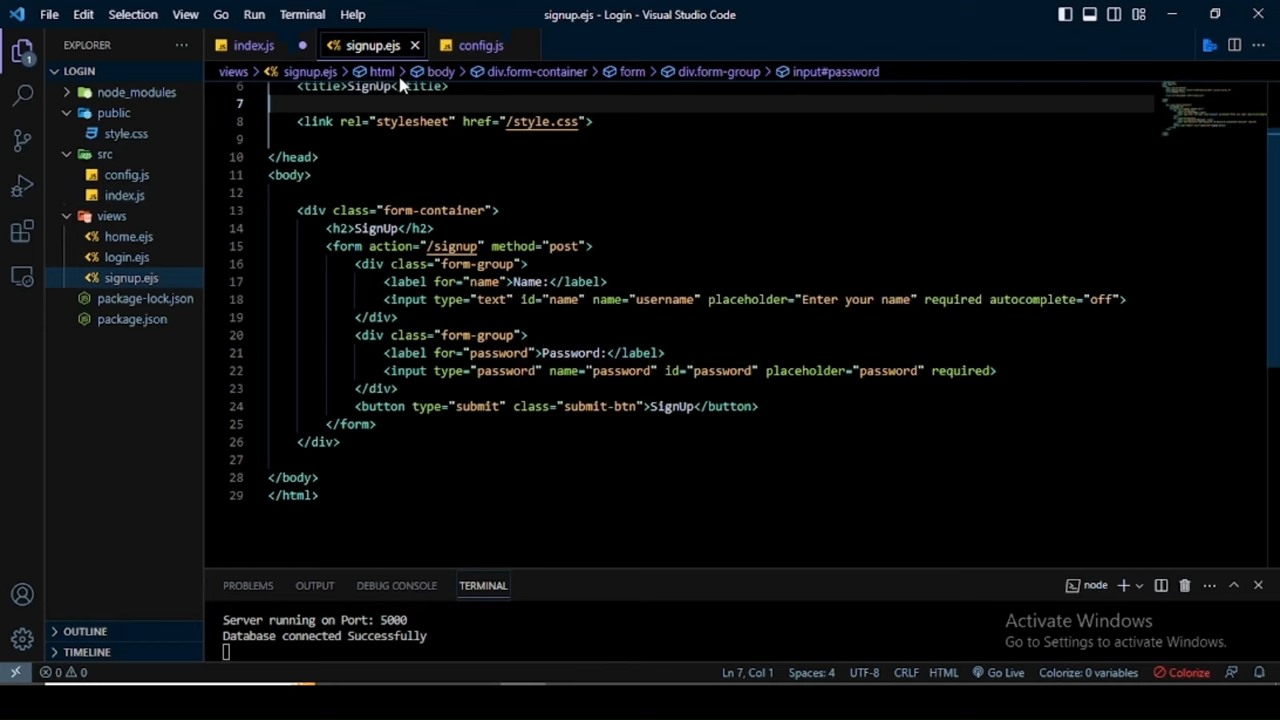 File Edit Selection View Go Run Terminal Help signup.ejs - Login - Visual Studio Code
EXPLORER
index.js signup.ejs config.js
LOGIN
node_modules
public
style.css
src
config.js
index.js
views
home.ejs
login.ejs
signup.ejs
package-lock.json
package.json
OUTLINE
TIMELINE
views > signup.ejs > html > body > div.form-container > form > div.form-group > input#password
6 <title>SignUp</title>
7
8 <link rel="stylesheet" href="/style.css">
9
10 </head>
11 <body>
12
13 <div class="form-container">
14 <h2>SignUp</h2>
15 <form action="/signup" method="post">
16 <div class="form-group">
17 <label for="name">Name:</label>
18 <input type="text" id="name" name="username" placeholder="Enter your name" required autocomplete="off">
19 </div>
20 <div class="form-group">
21 <label for="password">Password:</label>
22 <input type="password" name="password" id="password" placeholder="password" required>
23 </div>
24 <button type="submit" class="submit-btn">SignUp</button>
25 </form>
26 </div>
27
28 </body>
29 </html>
PROBLEMS OUTPUT DEBUG CONSOLE TERMINAL node
Server running on Port: 5000
Database connected Successfully
Activate Windows
Go to Settings to activate Windows.
0 0 Ln 7, Col 1 Spaces: 4 UTF-8 CRLF HTML Go Live Colorize: 0 variables Colorize
1